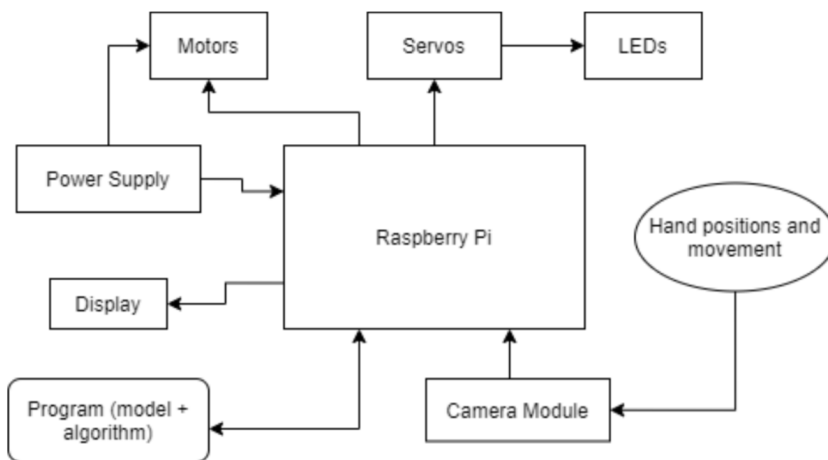 Motors
Servos
LEDs
Power Supply
Raspberry Pi
Hand positions and
movement
Display
Program (model +
algorithm)
Camera Module